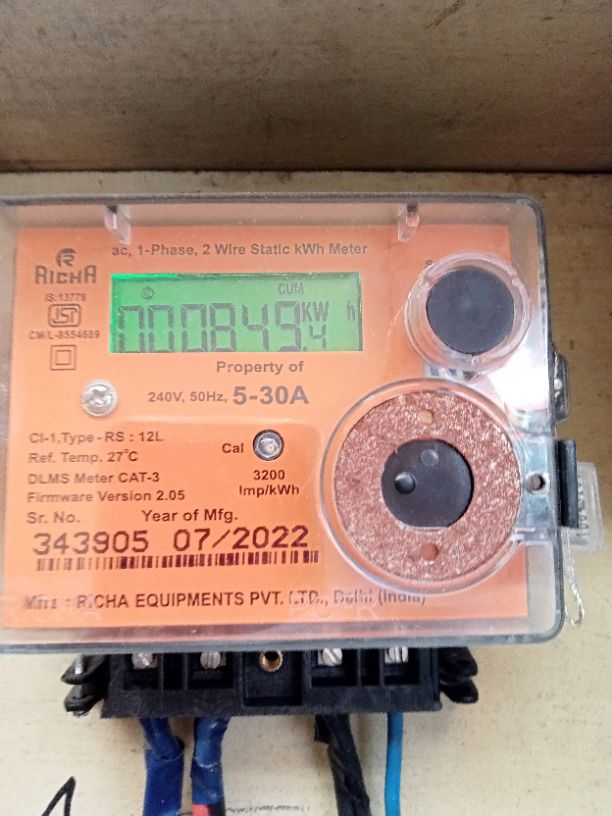 ac, 1-Phase, 2 Wire Static kWh Meter
RICHA
IS:13779
ISI
CM/L-8554689
CUM
000849.4 KW h
Property of
240V, 50Hz, 5-30A
CI-1,Type - RS : 12L
Ref. Temp. 27°C
DLMS Meter CAT-3
Firmware Version 2.05
Cal
3200
Imp/kWh
Sr. No. Year of Mfg.
343905 07/2022
Mfrs : RICHA EQUIPMENTS PVT. LTD., Delhi (India)